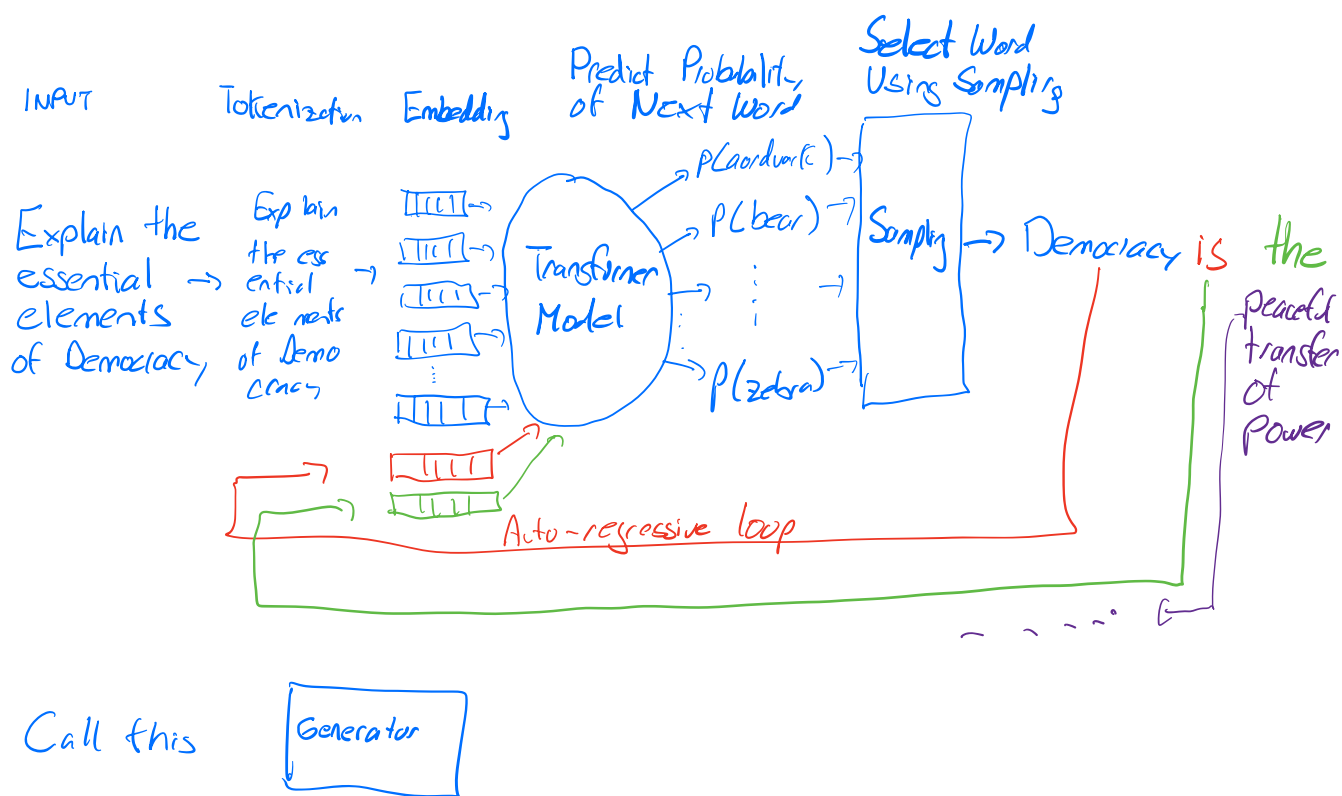 INPUT
Tokenization
Embedding
Predict Probability
of Next Word
Select Word
Using Sampling
Explain the
essential
elements
of Democracy
Exp lain
the ess
ential
ele ments
of Demo
cracy
Transformer
Model
P(aardvark)
P(bear)
P(zebra)
Sampling
Democracy is the
peaceful
transfer
of
power
Auto-regressive loop
Call this
Generator